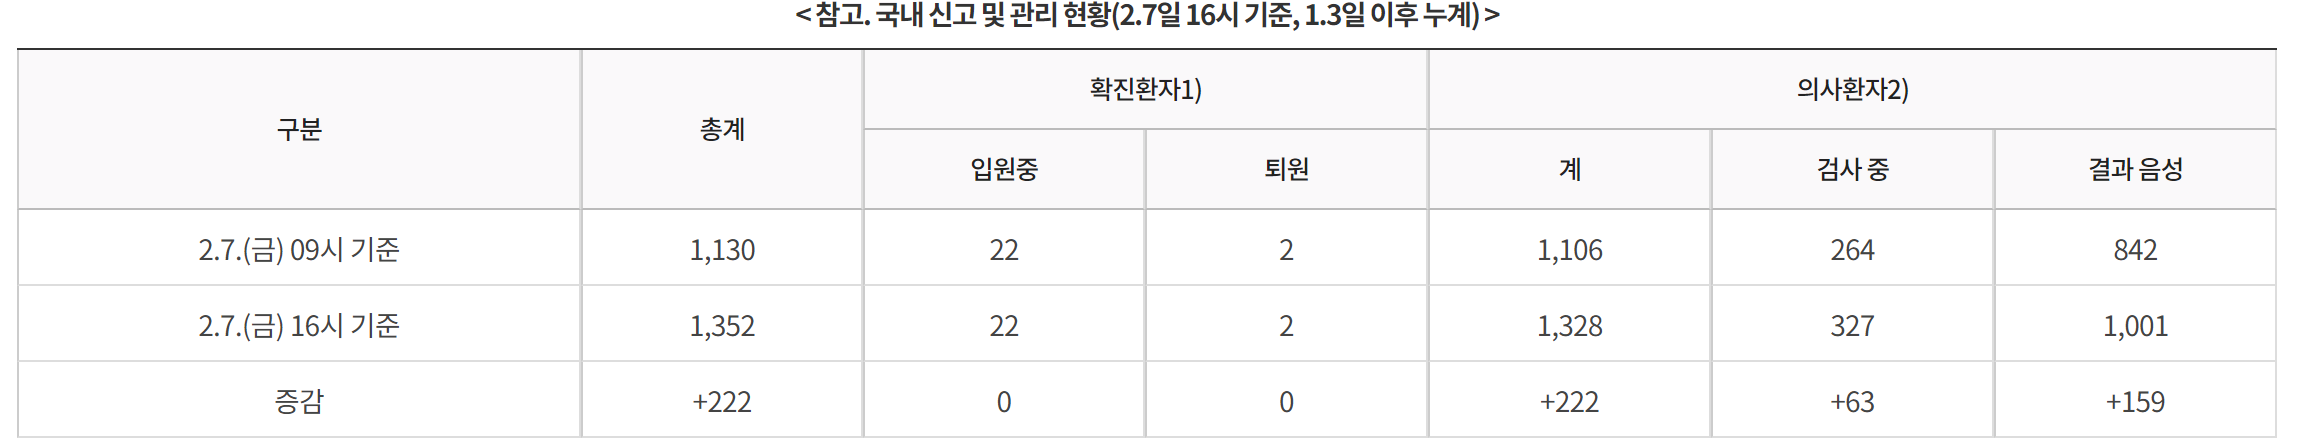 < 참고. 국내 신고 및 관리 현황(2.7일 16시 기준, 1.3일 이후 누계) >
구분 총계 확진환자1) 의사환자2)
입원중 퇴원 계 검사 중 결과 음성
2.7.(금) 09시 기준 1,130 22 2 1,106 264 842
2.7.(금) 16시 기준 1,352 22 2 1,328 327 1,001
증감 +222 0 0 +222 +63 +159